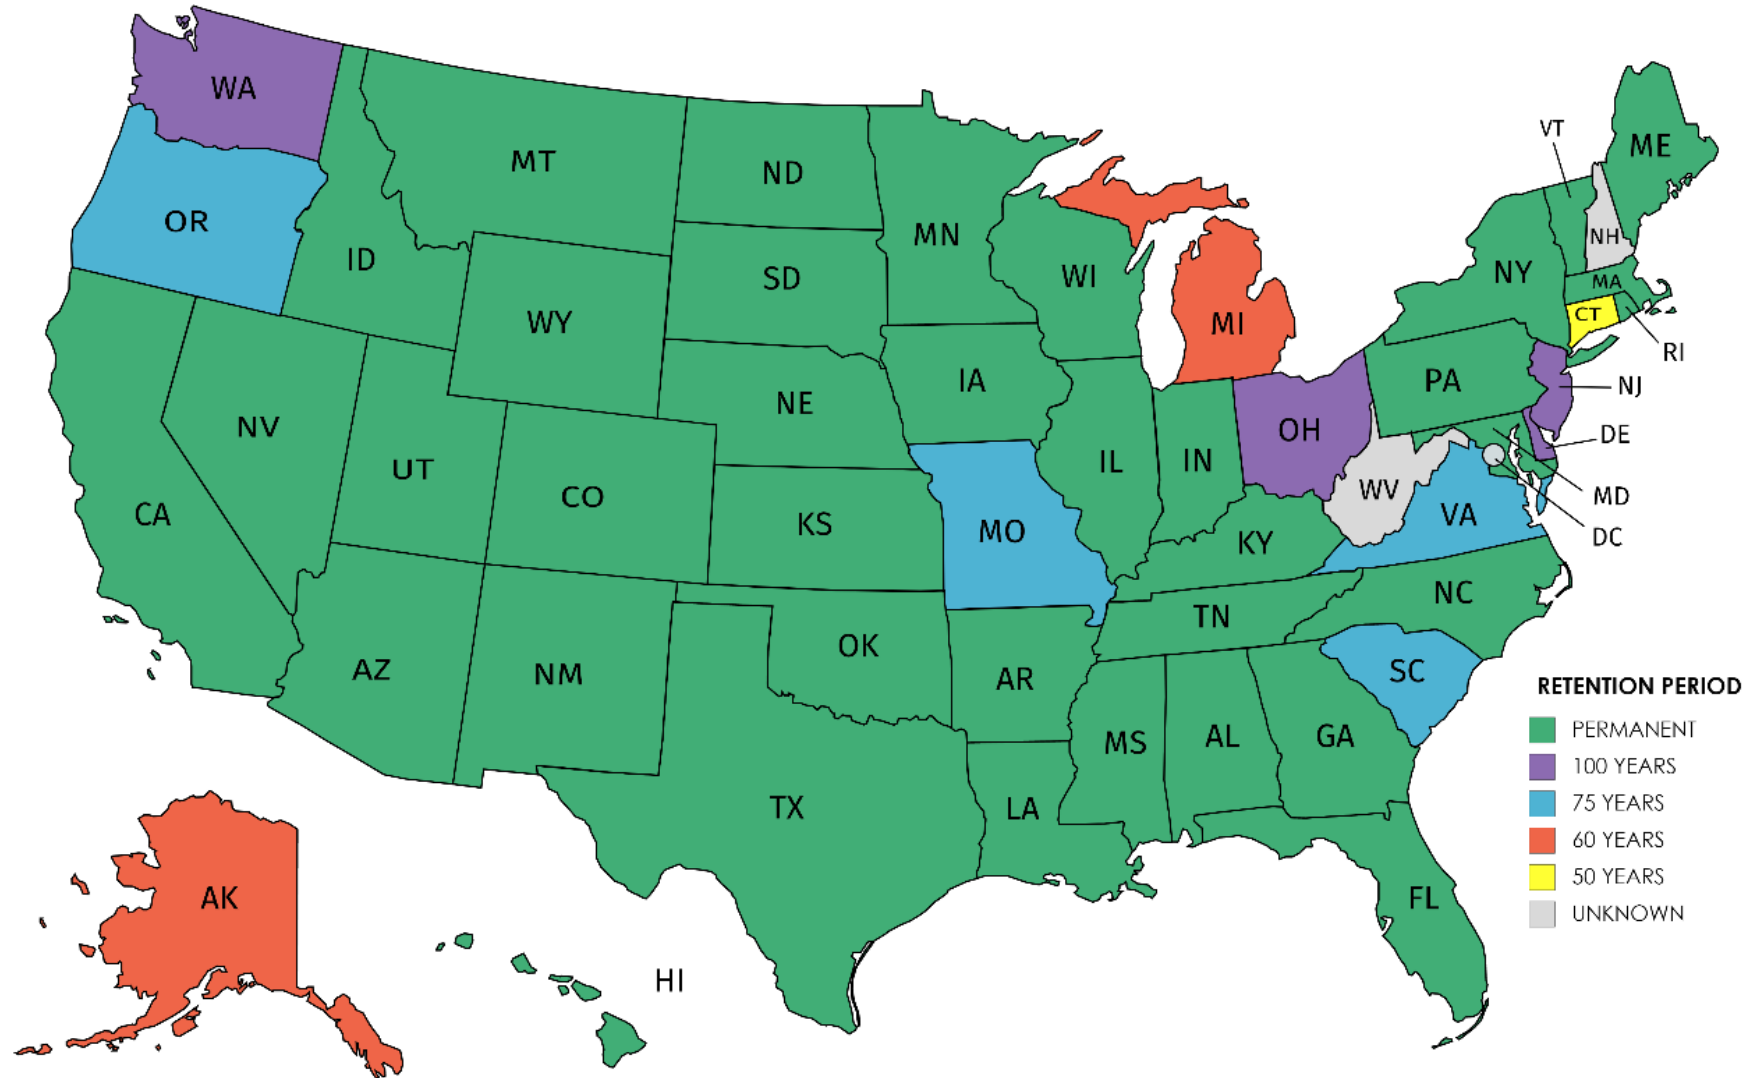 WA
VT
ME
MT
ND
OR
MN
NH
ID
NY
WI
SD
MA
CT
WY
MI
RI
IA
PA
NJ
NE
NV
OH
DE
UT
IL
IN
WV
CO
MD
CA
KS
MO
VA
DC
KY
NC
TN
OK
AZ
NM
AR
SC
RETENTION PERIOD
MS
AL
GA
PERMANENT
100 YEARS
TX
LA
75 YEARS
60 YEARS
50 YEARS
AK
FL
UNKNOWN
HI